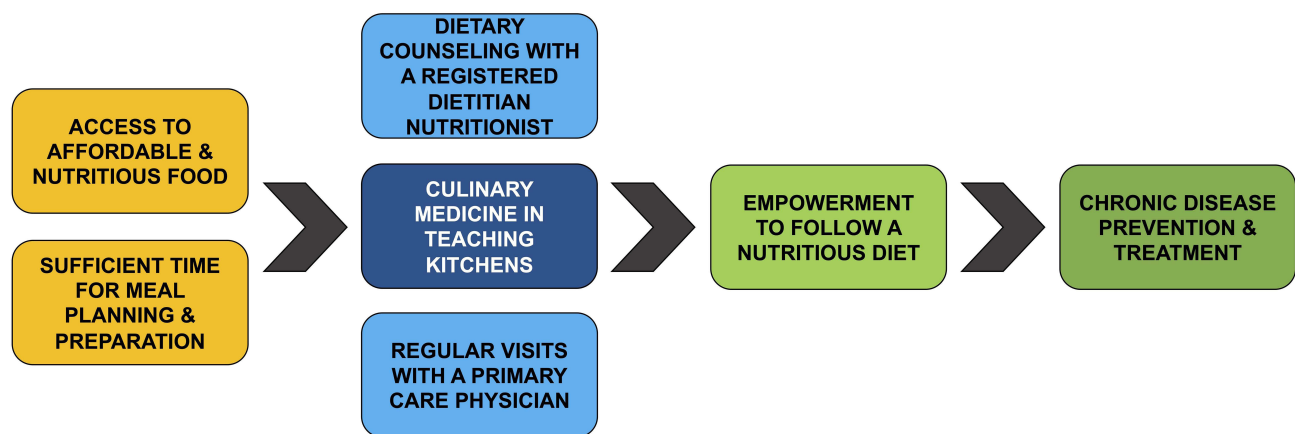 ACCESS TO
AFFORDABLE &
NUTRITIOUS FOOD
SUFFICIENT TIME
FOR MEAL
PLANNING &
PREPARATION
DIETARY
COUNSELING WITH
A REGISTERED
DIETITIAN
NUTRITIONIST
CULINARY
MEDICINE IN
TEACHING
KITCHENS
REGULAR VISITS
WITH A PRIMARY
CARE PHYSICIAN
EMPOWERMENT
TO FOLLOW A
NUTRITIOUS DIET
CHRONIC DISEASE
PREVENTION &
TREATMENT